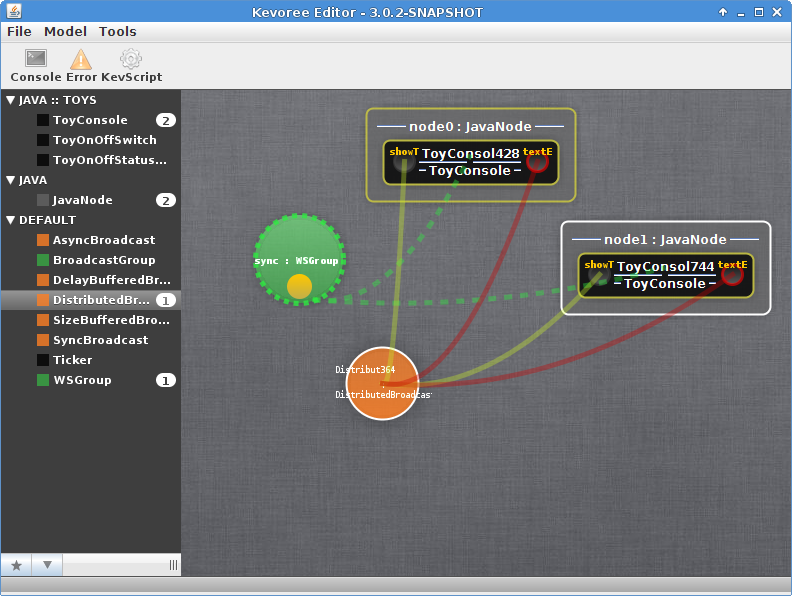 Kevoree Editor - 3.0.2-SNAPSHOT
File Model Tools
Console Error KevScript
JAVA :: TOYS
ToyConsole 2
ToyOnOffSwitch
ToyOnOffStatus...
JAVA
JavaNode 2
DEFAULT
AsyncBroadcast
BroadcastGroup
DelayBufferedBr...
DistributedBr... 1
SizeBufferedBro...
SyncBroadcast
Ticker
WSGroup 1
node0 : JavaNode
showT ToyConsol428 textE
ToyConsole
sync : WSGroup
node1 : JavaNode
showT ToyConsol744 textE
ToyConsole
Distribut364
:
DistributedBroadcas